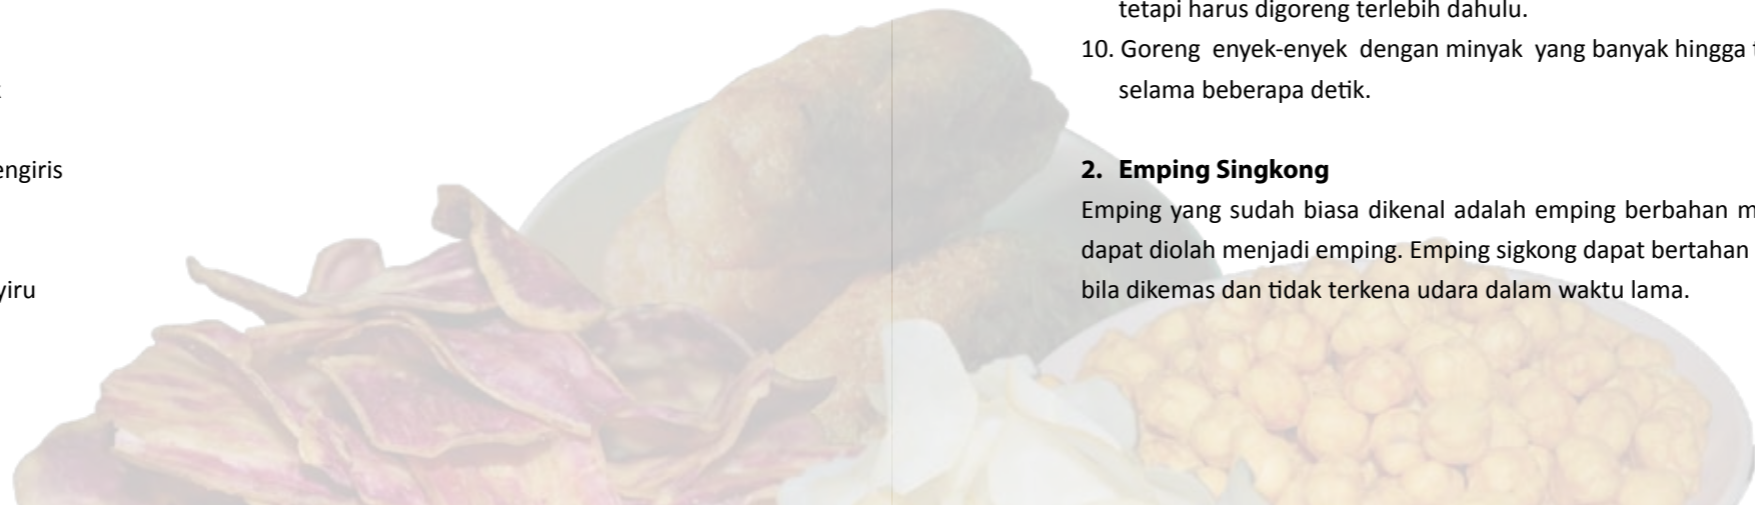 engiris
yiru
tetapi harus digoreng terlebih dahulu.
10. Goreng enyek-enyek dengan minyak yang banyak hingga
selama beberapa detik.
2. Emping Singkong
Emping yang sudah biasa dikenal adalah emping berbahan m
dapat diolah menjadi emping. Emping sigkong dapat bertahan
bila dikemas dan tidak terkena udara dalam waktu lama.